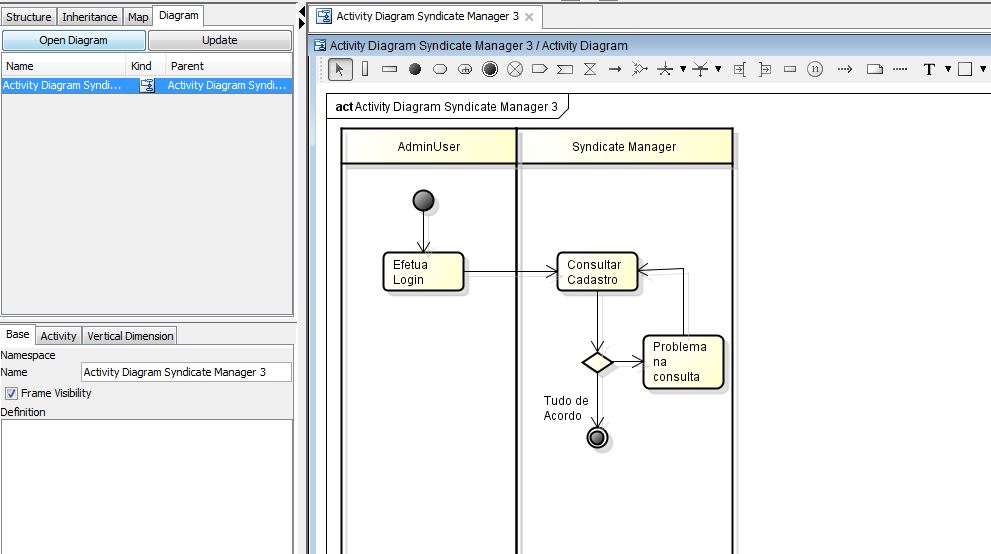 Structure Inheritance Map Diagram
Open Diagram Update
Name Kind Parent
Activity Diagram Syndi... Activity Diagram Syndi...
Base Activity Vertical Dimension
Namespace
Name Activity Diagram Syndicate Manager 3
Frame Visibility
Definition
Activity Diagram Syndicate Manager 3
Activity Diagram Syndicate Manager 3 / Activity Diagram
n T
act Activity Diagram Syndicate Manager 3
AdminUser Syndicate Manager
Efetua
Login
Consultar
Cadastro
Problema
na
consulta
Tudo de
Acordo